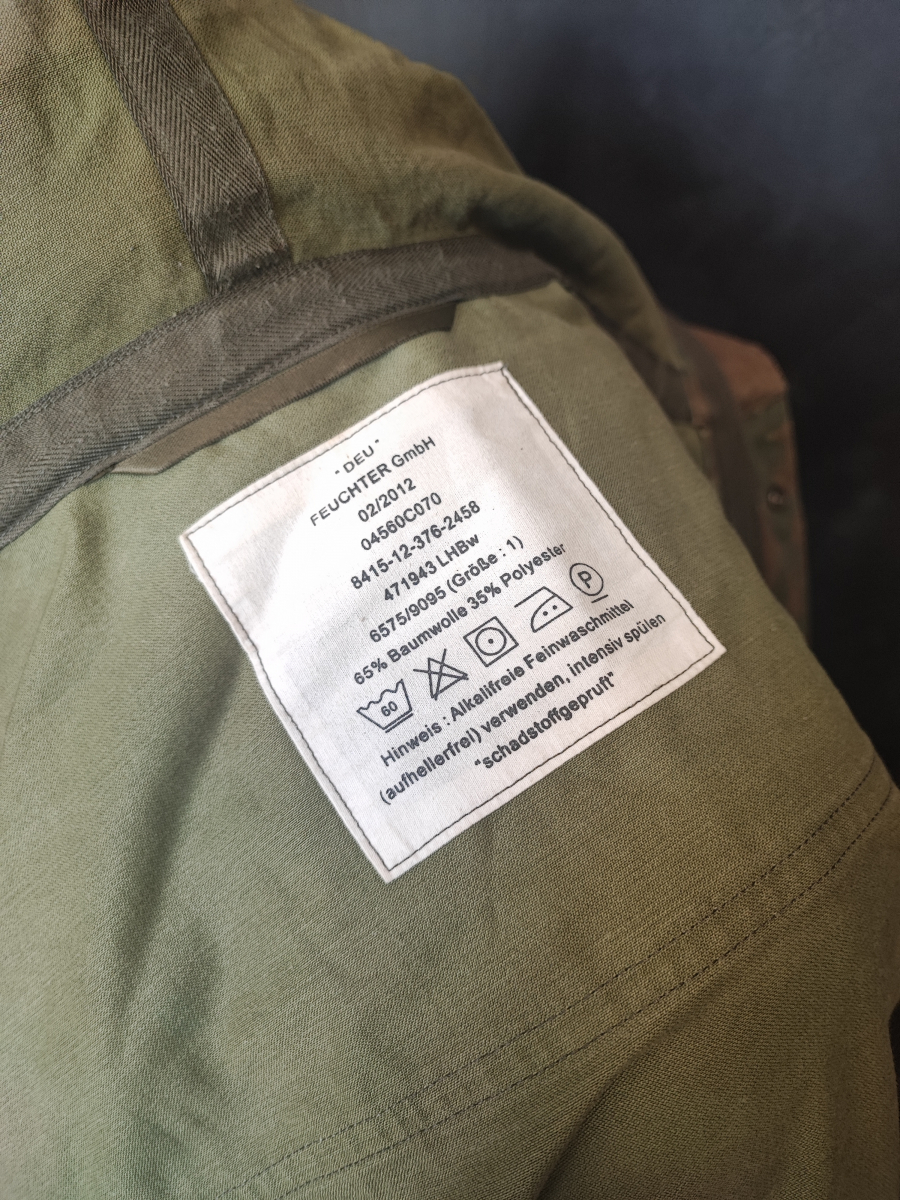 "DEU"
FEUCHTER GmbH
02/2012
04560C070
8415-12-376-2458
471943 LHBw
6575/9095 (Größe : 1)
65% Baumwolle 35% Polyester
60 P
Hinweis : Alkalifreie Feinwaschmittel
(aufhellerfrei) verwenden, intensiv spülen
"schadstoffgepruft"